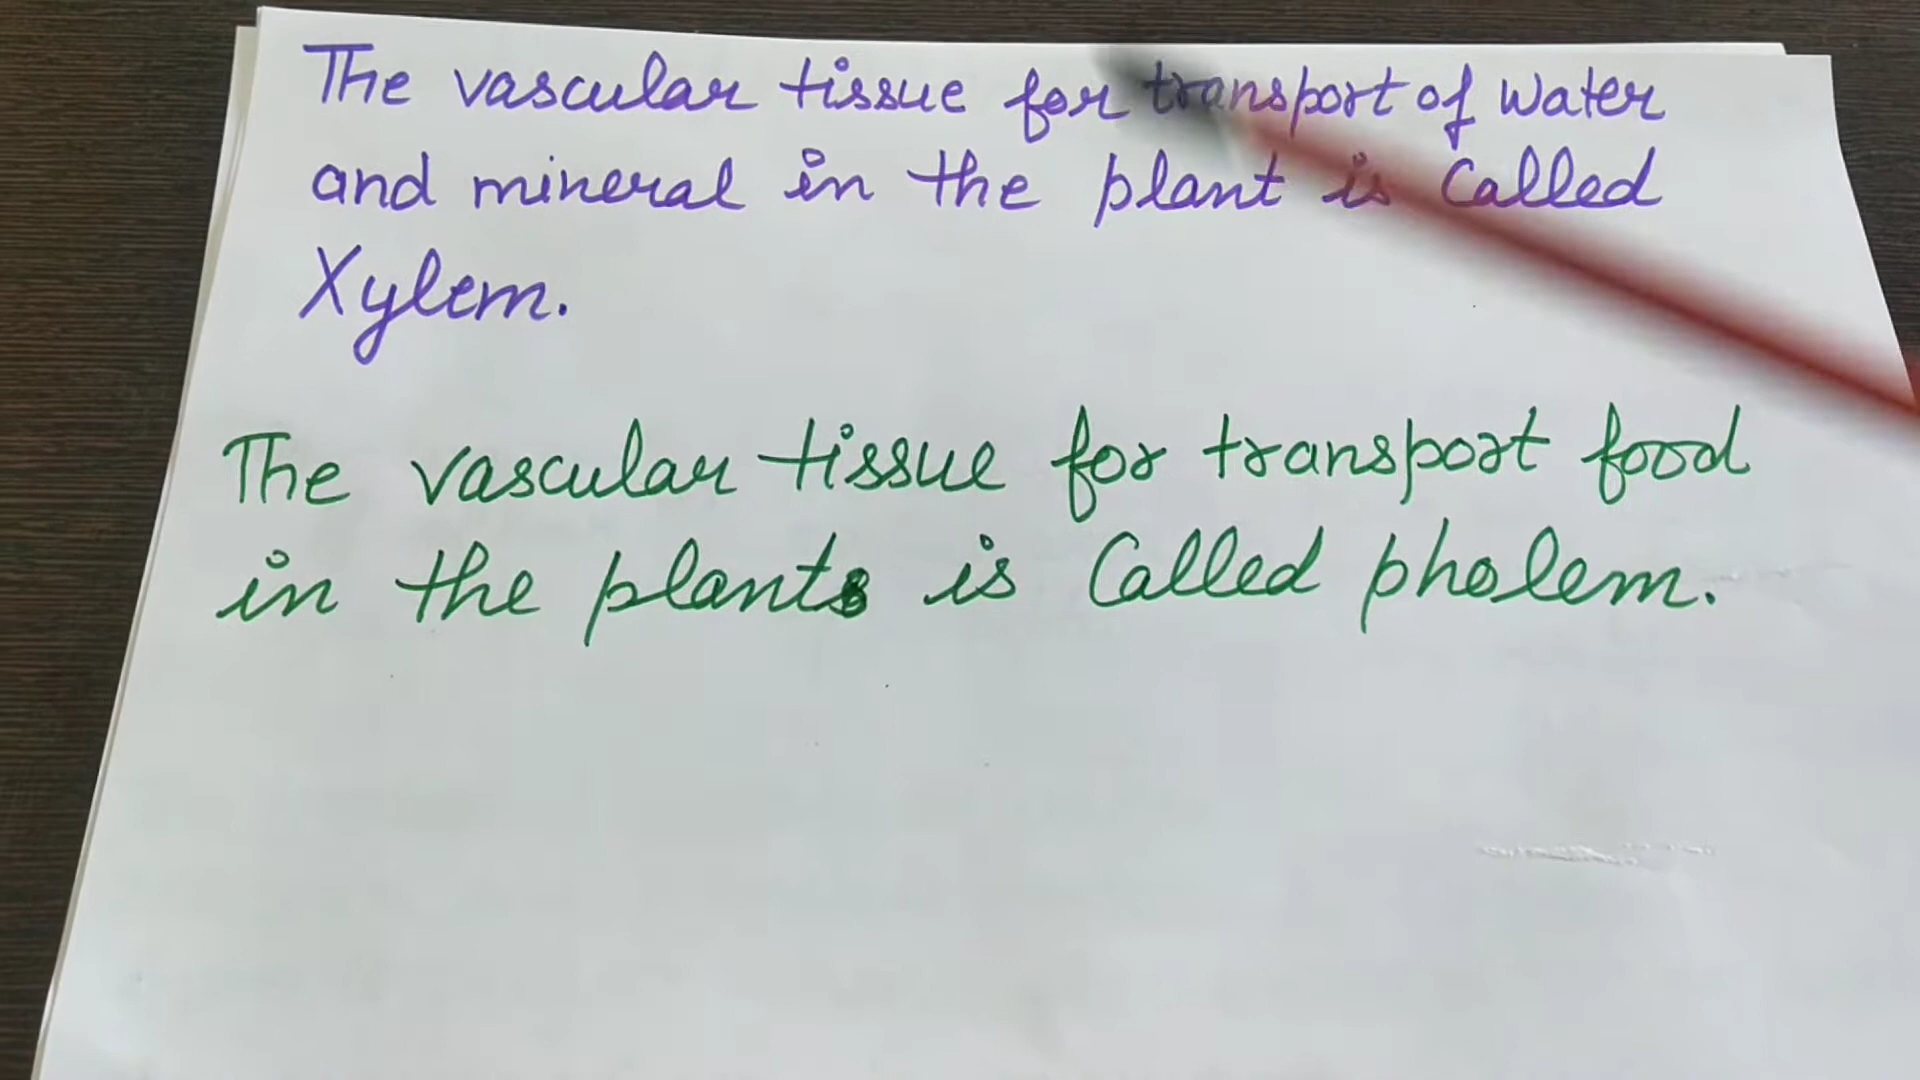 The vascular tissue for transport of water
and mineral in the plant is Called
Xylem.
The vascular tissue for transport food
in the plants is Called pholem.